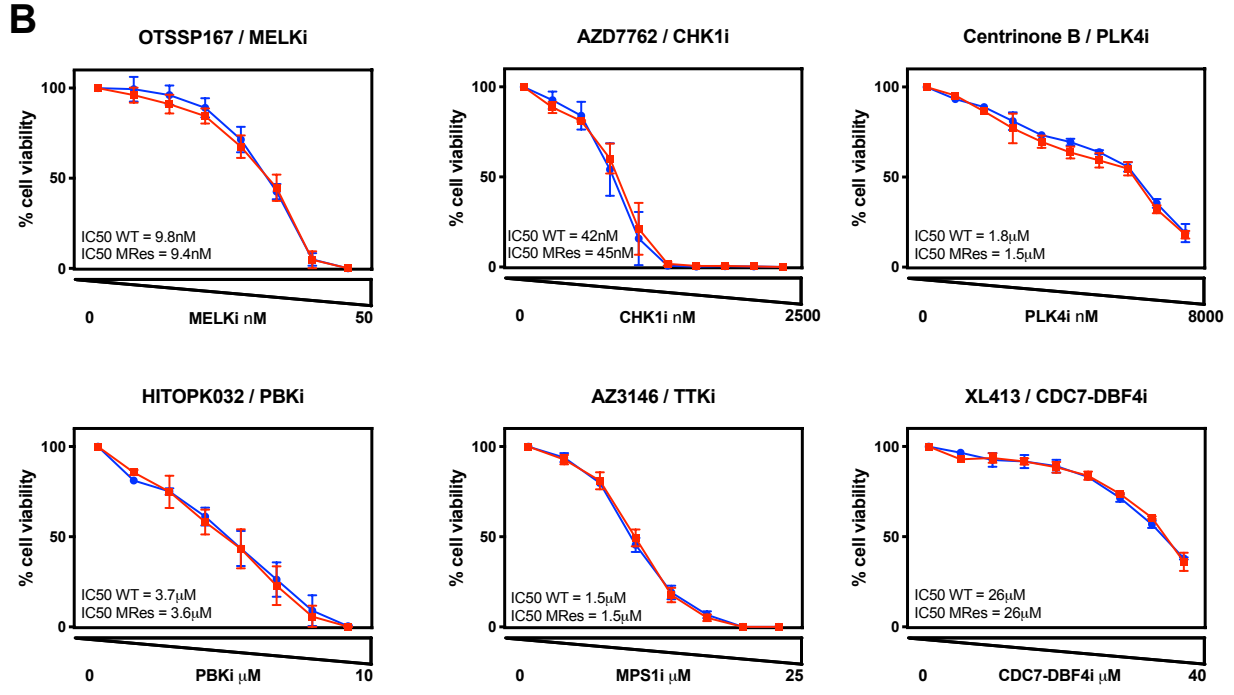 B
OTSSP167 / MELKi
% cell viability
100
50
0
IC50 WT = 9.8nM
IC50 MRes = 9.4nM
0
MELKi nM
50
AZD7762 / CHK1i
% cell viability
100
50
0
IC50 WT = 42nM
IC50 MRes = 45nM
0
CHK1i nM
2500
Centrinone B / PLK4i
% cell viability
100
50
0
IC50 WT = 1.8µM
IC50 MRes = 1.5µM
0
PLK4i nM
8000
HITOPK032 / PBKi
% cell viability
100
50
0
IC50 WT = 3.7µM
IC50 MRes = 3.6µM
0
PBKi µM
10
AZ3146 / TTKi
% cell viability
100
50
0
IC50 WT = 1.5µM
IC50 MRes = 1.5µM
0
MPS1i µM
25
XL413 / CDC7-DBF4i
% cell viability
100
50
0
IC50 WT = 26µM
IC50 MRes = 26µM
0
CDC7-DBF4i µM
40